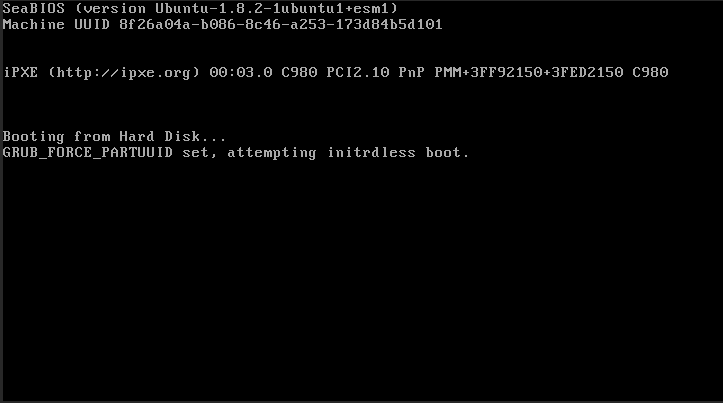 SeaBIOS (version Ubuntu-1.8.2-1ubuntu1+esm1)
Machine UUID 8f26a04a-b086-8c46-a253-173d84b5d101
iPXE (http://ipxe.org) 00:03.0 C980 PCI2.10 PnP PMM+3FF92150+3FED2150 C980
Booting from Hard Disk...
GRUB_FORCE_PARTUUID set, attempting initrdless boot.